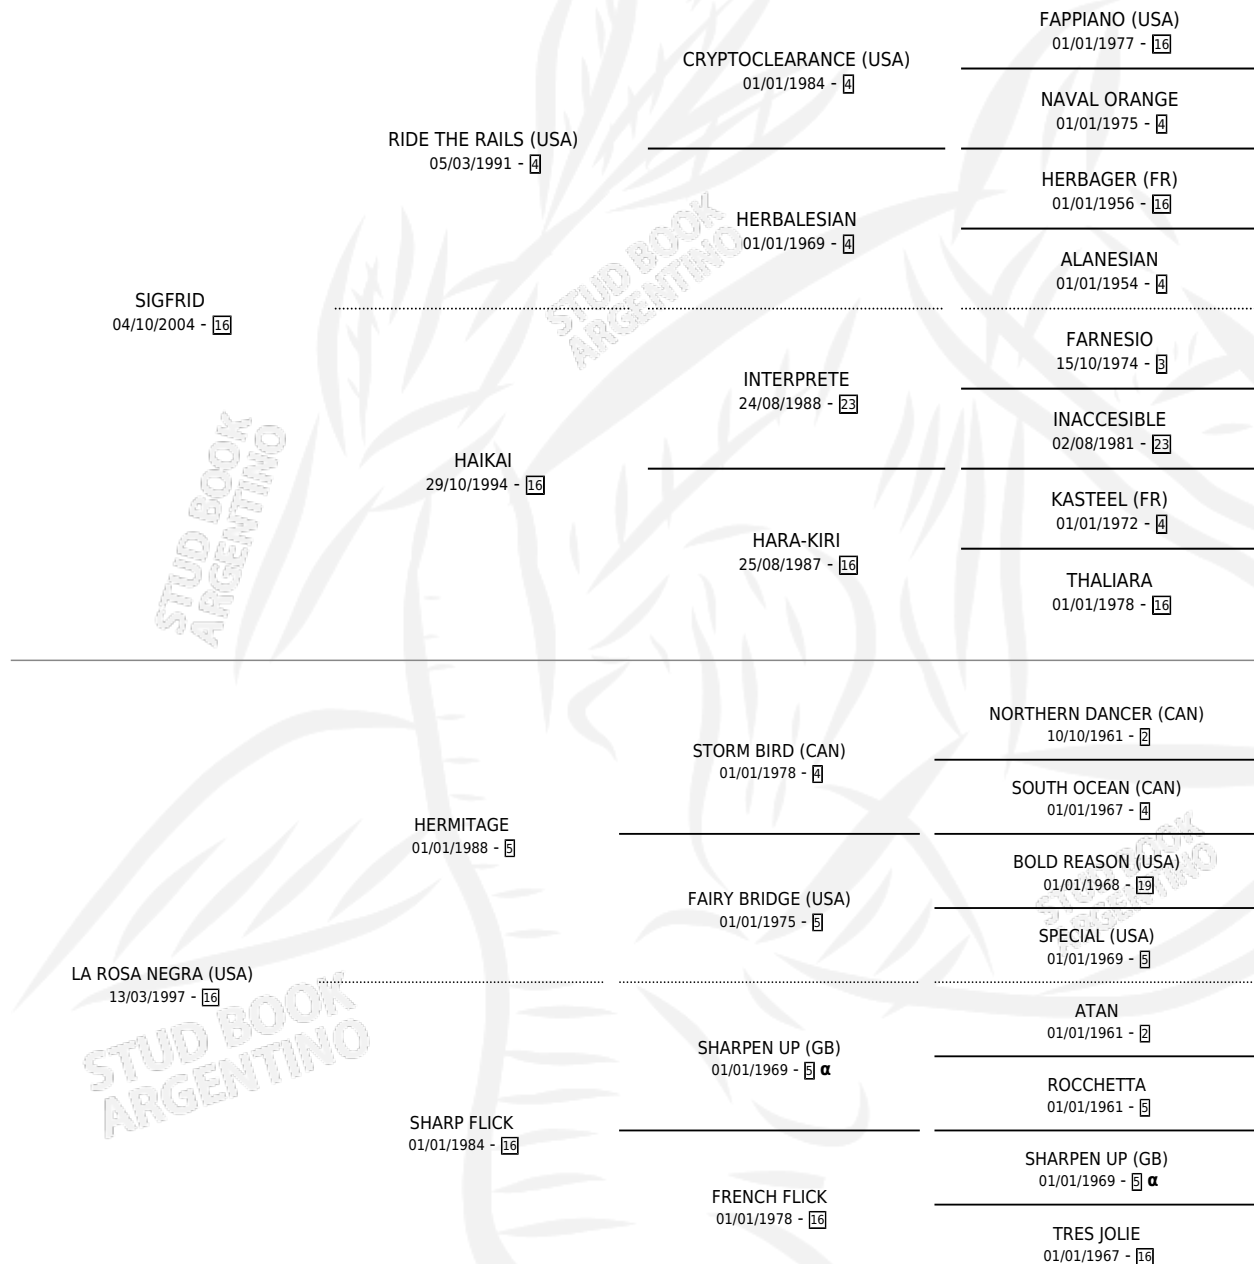 FAPPIANO (USA)
01/01/1977 - 16
CRYPTOCLEARANCE (USA)
01/01/1984 - 4
NAVAL ORANGE
01/01/1975 - 4
RIDE THE RAILS (USA)
05/03/1991 - 4
HERBAGER (FR)
01/01/1956 - 16
HERBALESIAN
01/01/1969 - 4
ALANESIAN
01/01/1954 - 4
SIGFRID
04/10/2004 - 16
STUD BOOK
ARGENTINO
FARNESIO
15/10/1974 - 3
INTERPRETE
24/08/1988 - 23
INACCESIBLE
02/08/1981 - 23
HAIKAI
29/10/1994 - 16
KASTEEL (FR)
01/01/1972 - 4
HARA-KIRI
25/08/1987 - 16
THALIARA
01/01/1978 - 16
STUD BOOK
ARGENTINO
NORTHERN DANCER (CAN)
10/10/1961 - 2
STORM BIRD (CAN)
01/01/1978 - 4
SOUTH OCEAN (CAN)
01/01/1967 - 4
HERMITAGE
01/01/1988 - 5
BOLD REASON (USA)
01/01/1968 - 19
FAIRY BRIDGE (USA)
01/01/1975 - 5
SPECIAL (USA)
01/01/1969 - 5
STUD BOOK
ARGENTINO
LA ROSA NEGRA (USA)
13/03/1997 - 16
STUD BOOK
ARGENTINO
ATAN
01/01/1961 - 2
SHARPEN UP (GB)
01/01/1969 - 5 α
ROCCHETTA
01/01/1961 - 5
SHARP FLICK
01/01/1984 - 16
SHARPEN UP (GB)
01/01/1969 - 5 α
FRENCH FLICK
01/01/1978 - 16
TRES JOLIE
01/01/1967 - 16